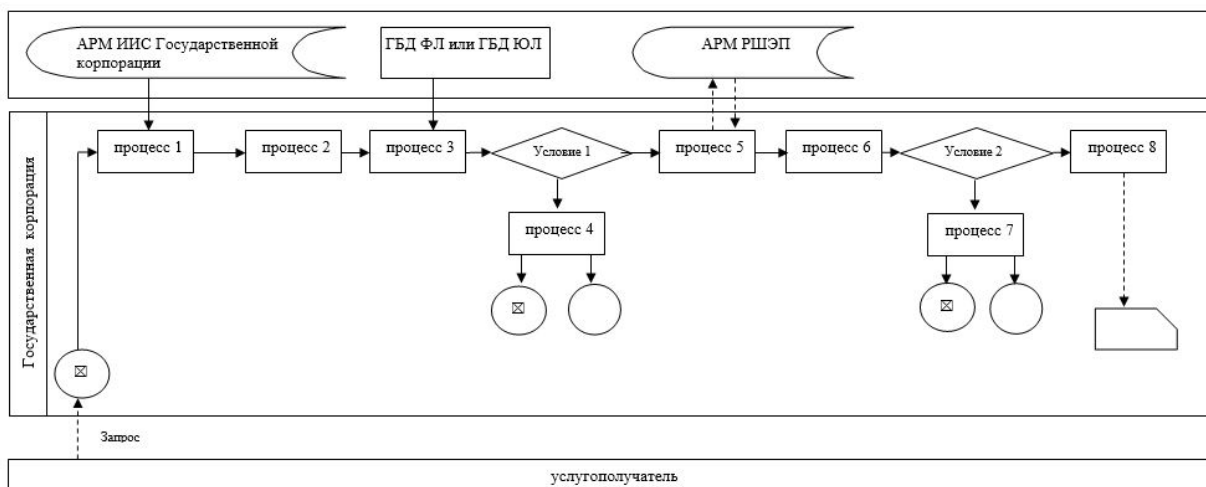 АРМ ИИС Государственной
корпорации
ГБД ФЛ или ГБД ЮЛ
АРМ РШЭП
Государственная корпорация
процесс 1
процесс 2
процесс 3
Условие 1
процесс 5
процесс 6
Условие 2
процесс 8
процесс 4
процесс 7
Запрос
услугополучатель